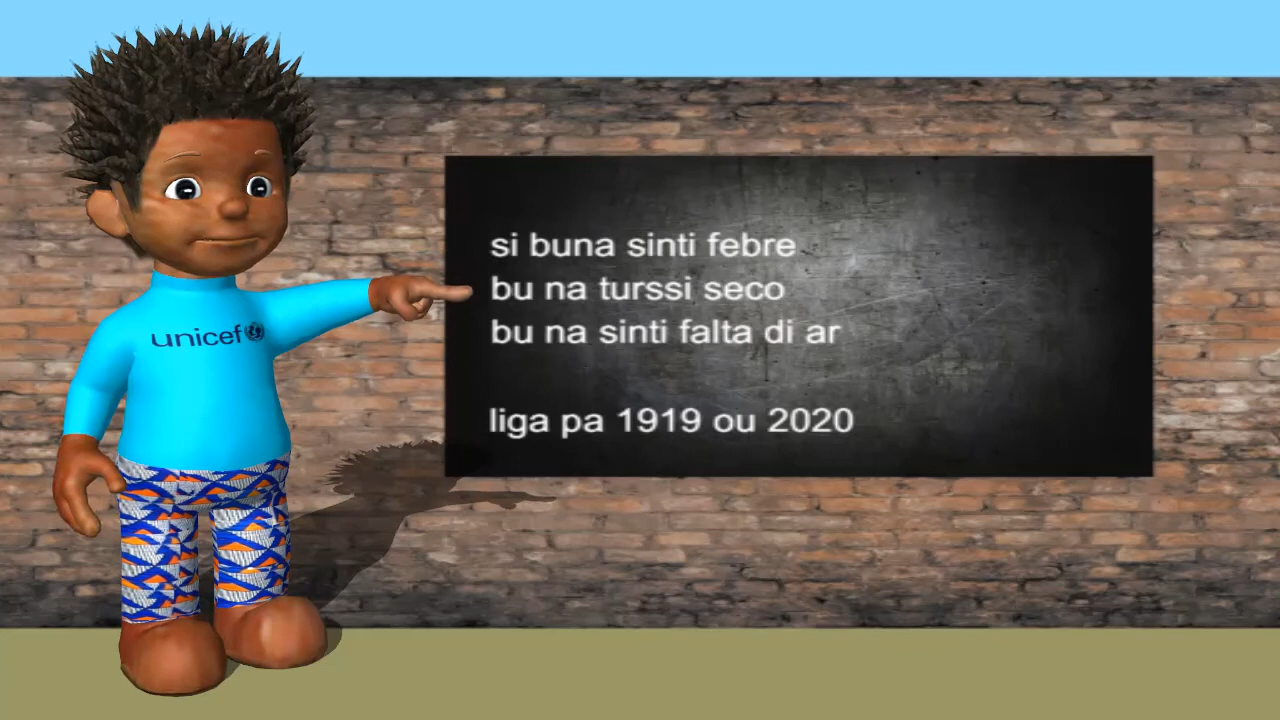 unicef
si buna sinti febre
bu na turssi seco
bu na sinti falta di ar
liga pa 1919 ou 2020